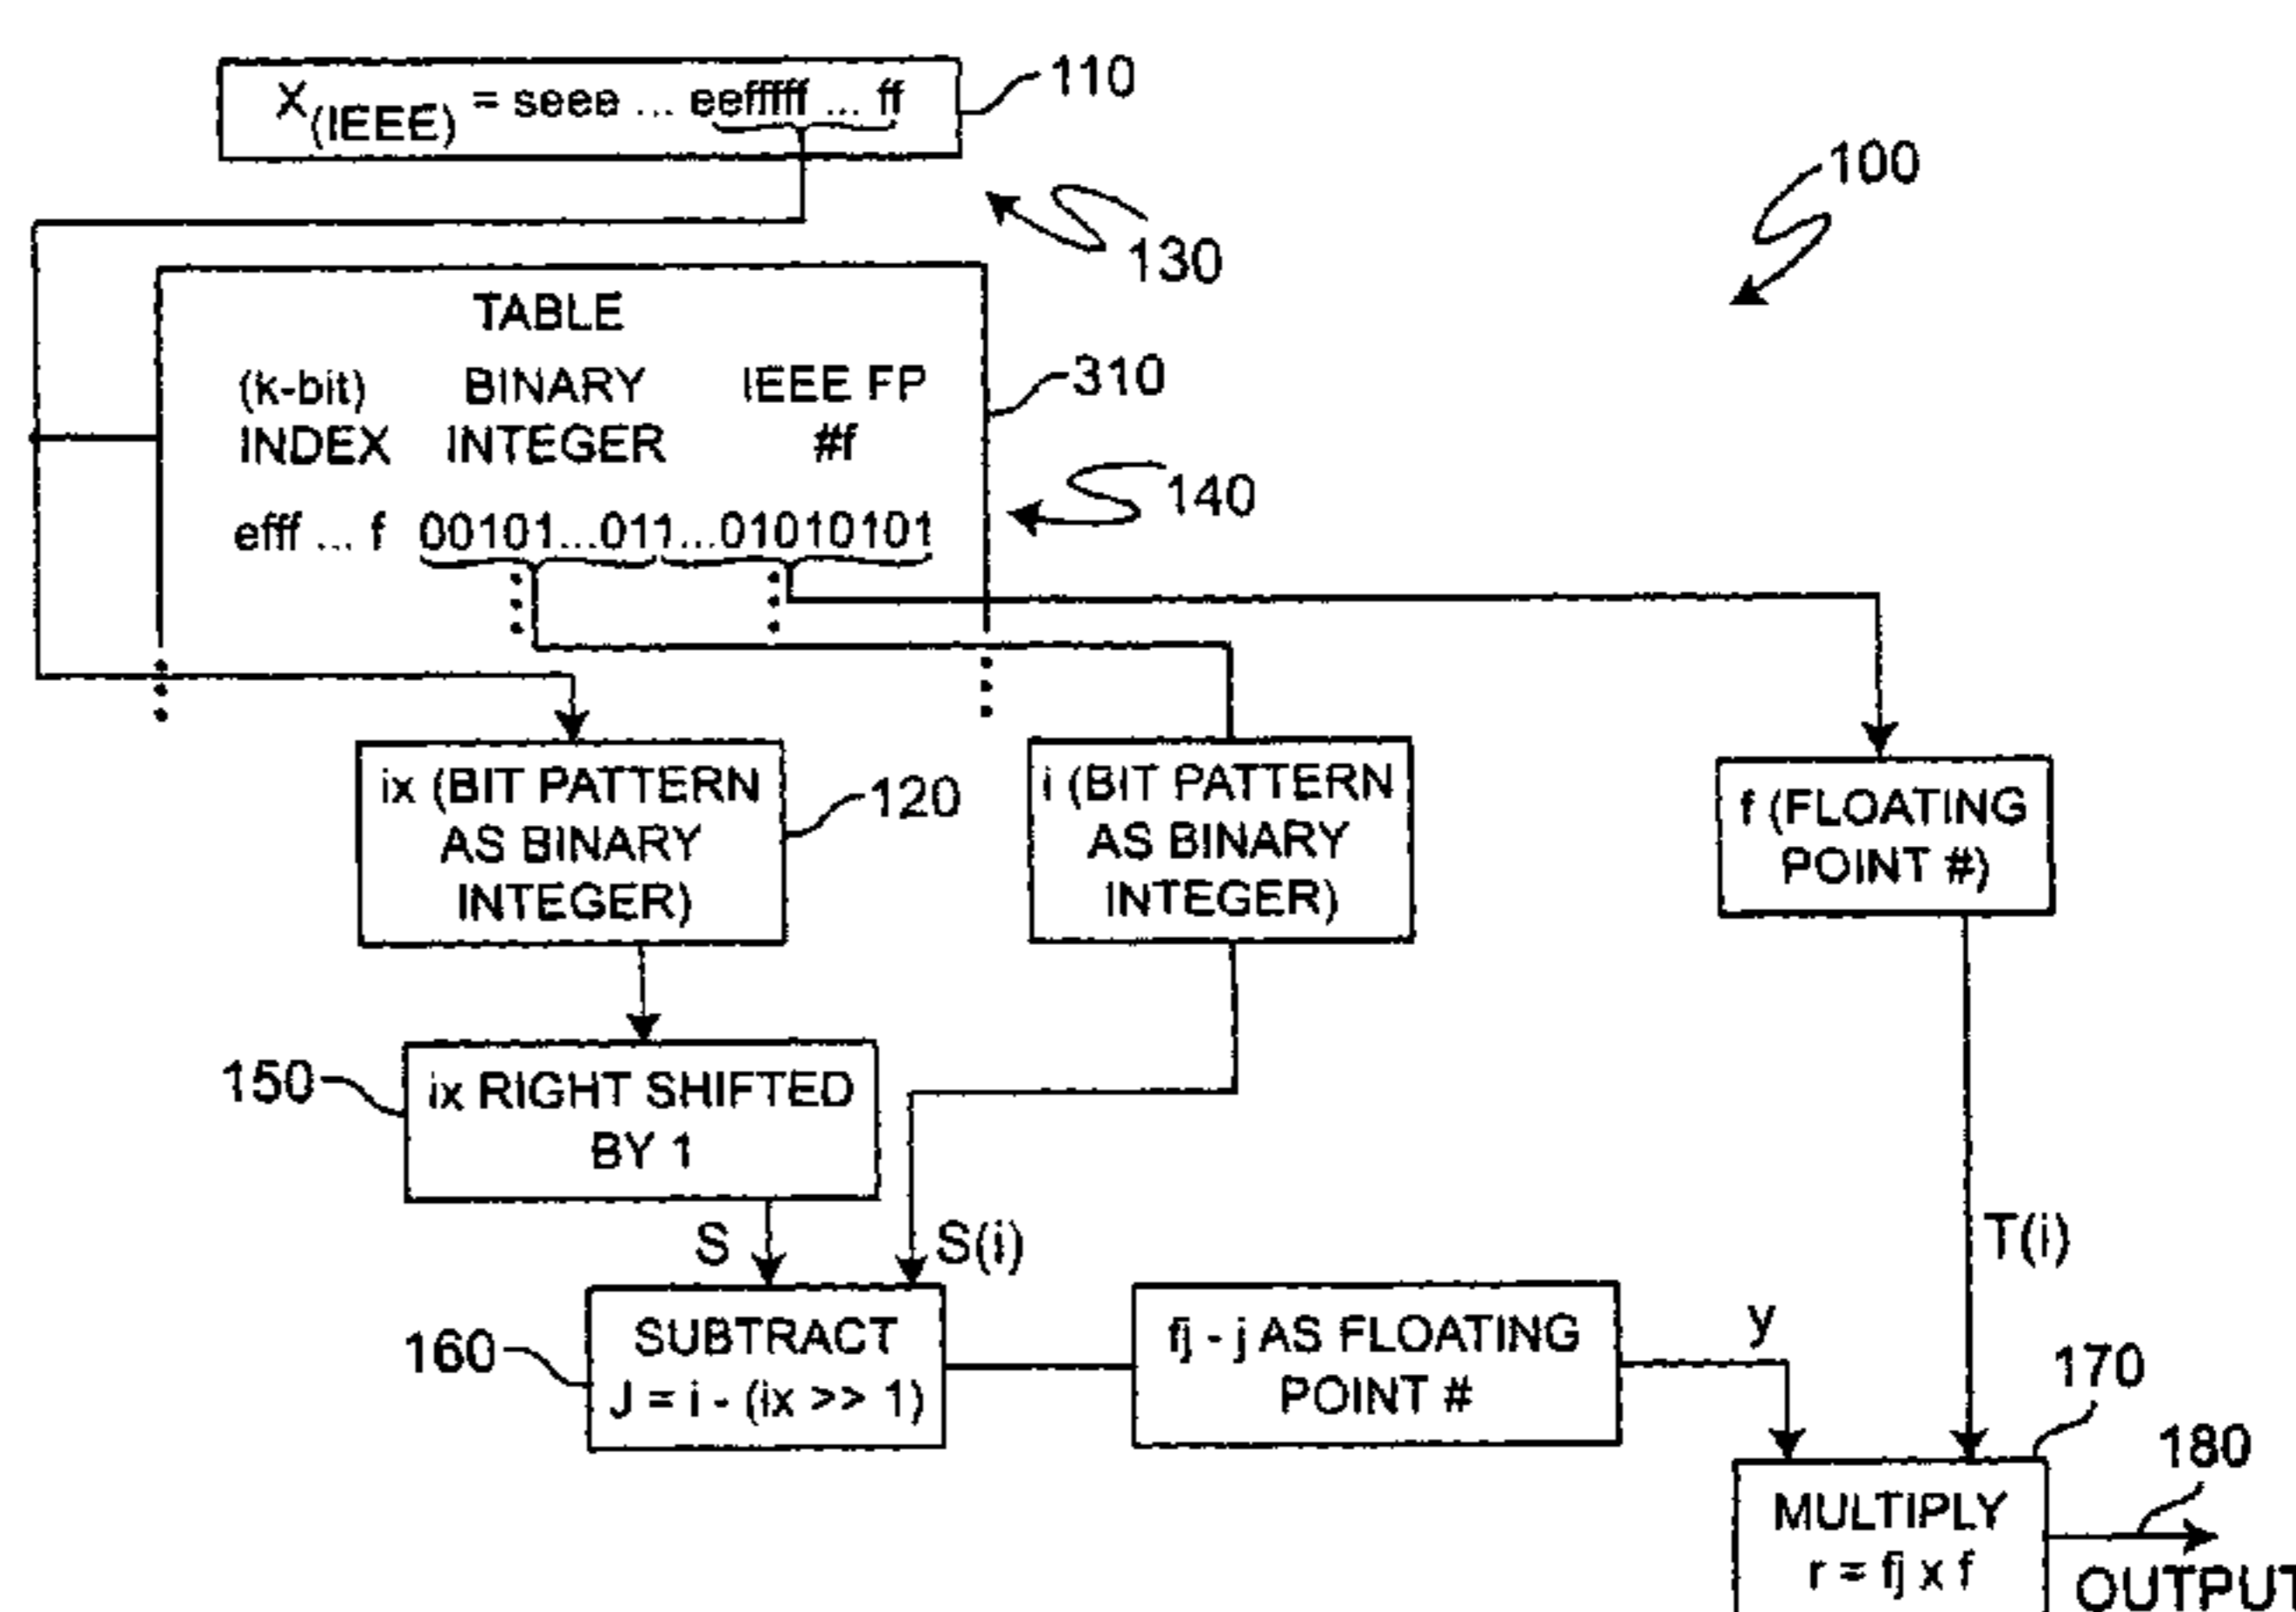 X(IEEE) = seee ... eefffff ... ff
110
100
130
TABLE
(k-bit) INDEX
BINARY INTEGER
IEEE FP #f
310
140
efff ... f 00101...011...01010101
ix (BIT PATTERN
AS BINARY
INTEGER)
120
i (BIT PATTERN
AS BINARY
INTEGER)
f (FLOATING
POINT #)
150
ix RIGHT SHIFTED
BY 1
S
S(i)
T(i)
160
SUBTRACT
J = i - (ix >> 1)
fj - j AS FLOATING
POINT #
y
170
180
MULTIPLY
r = fj x f
OUTPUT